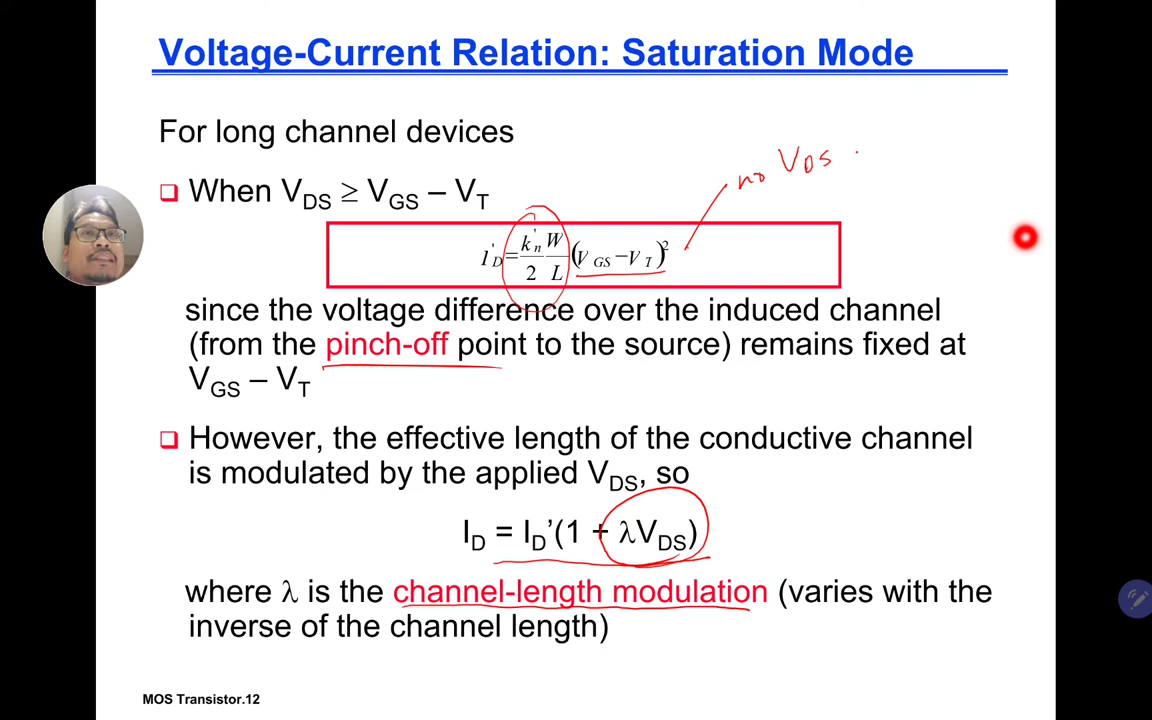 Voltage-Current Relation: Saturation Mode
For long channel devices
no VDS
When VDS ≥ VGS – VT
I'D = k'n/2 W/L (VGS – VT)²
since the voltage difference over the induced channel
(from the pinch-off point to the source) remains fixed at
VGS – VT
However, the effective length of the conductive channel
is modulated by the applied VDS, so
ID = ID’(1 + λVDS)
where λ is the channel-length modulation (varies with the
inverse of the channel length)
MOS Transistor.12